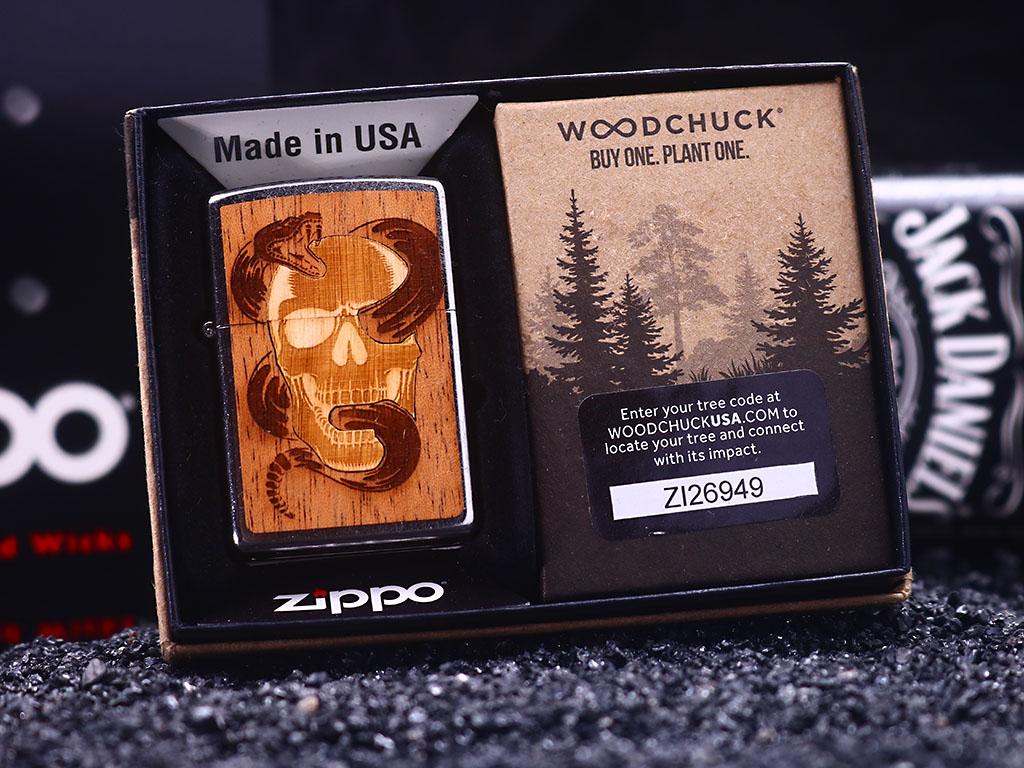 Made in USA
WOODCHUCK®
BUY ONE. PLANT ONE.
Enter your tree code at
WOODCHUCKUSA.COM to
locate your tree and connect
with its impact.
ZI26949
zippo
JACK DANIEL'S
Wicks